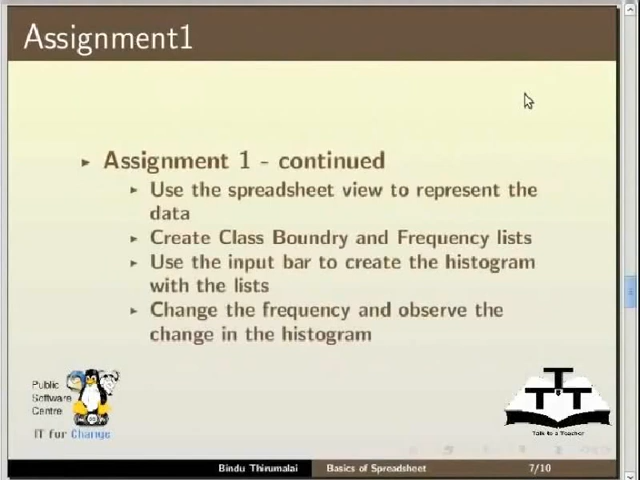 Assignment1
Assignment 1 - continued
Use the spreadsheet view to represent the
data
Create Class Boundry and Frequency lists
Use the input bar to create the histogram
with the lists
Change the frequency and observe the
change in the histogram
Public
Software
Centre
IT for Change
T
T T
Talk to a Teacher
Bindu Thirumalai
Basics of Spreadsheet
7/10